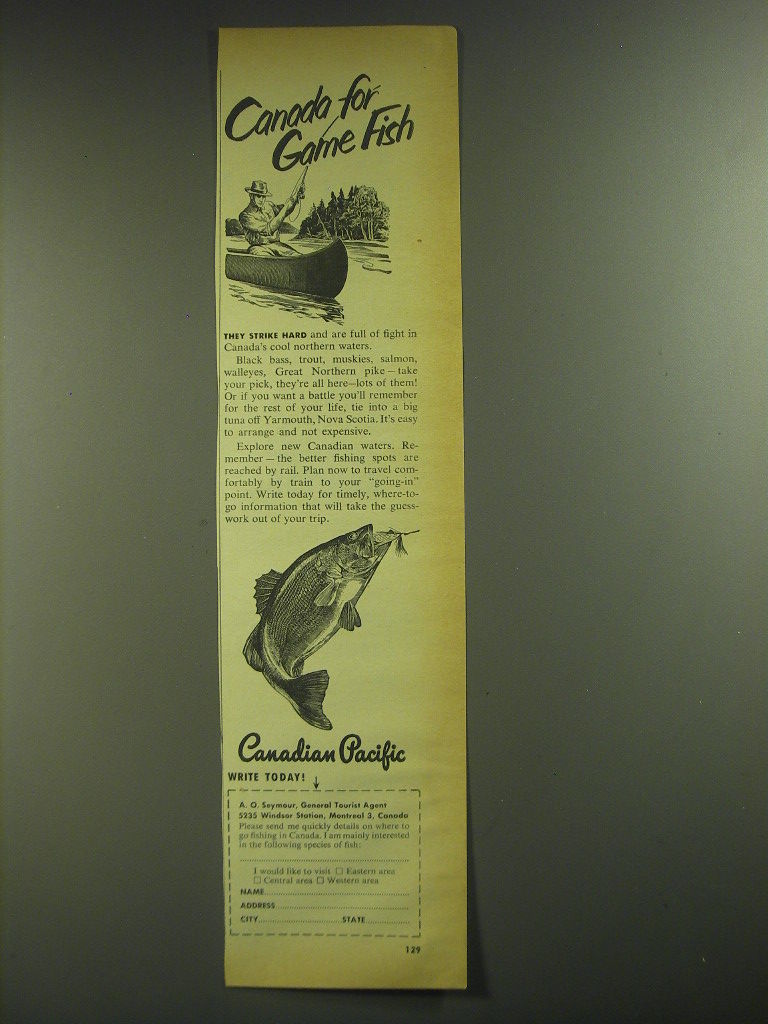 Canada for
Game Fish
THEY STRIKE HARD and are full of fight in
Canada's cool northern waters.
Black bass, trout, muskies, salmon,
walleyes, Great Northern pike—take
your pick, they're all here—lots of them!
Or if you want a battle you'll remember
for the rest of your life, tie into a big
tuna off Yarmouth, Nova Scotia. It's easy
to arrange and not expensive.
Explore new Canadian waters. Re-
member—the better fishing spots are
reached by rail. Plan now to travel com-
fortably by train to your "going-in"
point. Write today for timely, where-to-
go information that will take the guess-
work out of your trip.
Canadian Pacific
WRITE TODAY!
A. O. Seymour, General Tourist Agent
5235 Windsor Station, Montreal 3, Canada
Please send me quickly details on where to
go fishing in Canada. I am mainly interested
in the following species of fish:
I would like to visit ☐ Eastern area
☐ Central area ☐ Western area
NAME
ADDRESS
CITY STATE
129